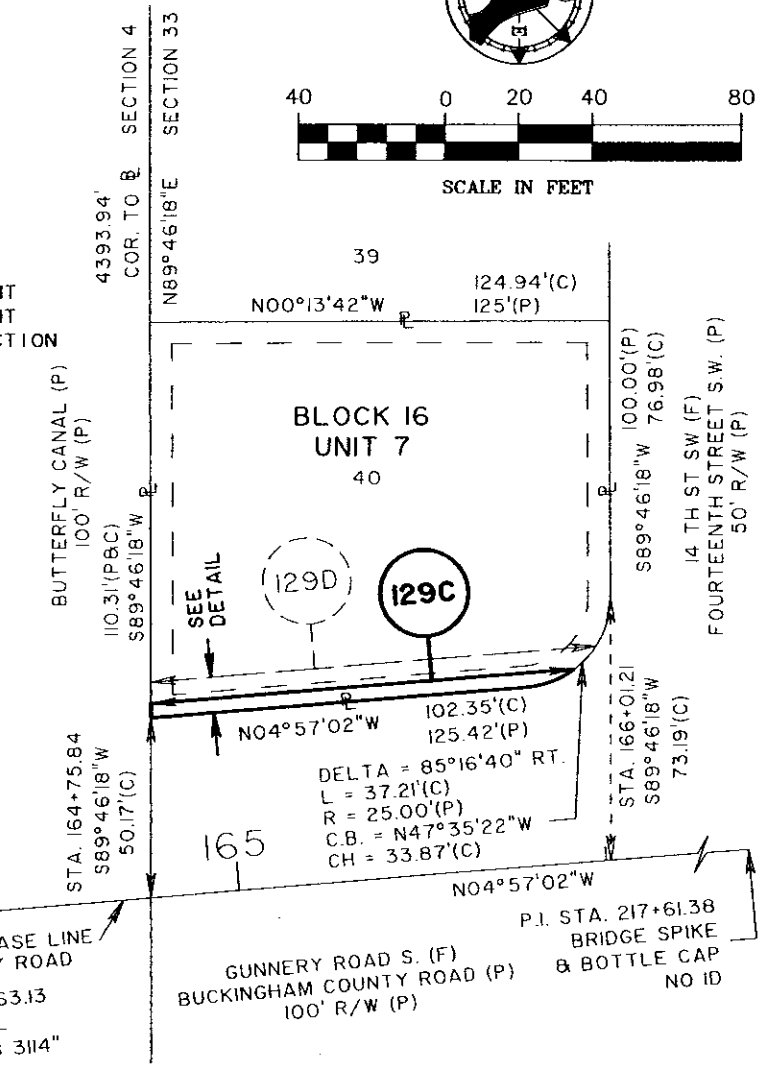 SECTION 4
SECTION 33
4393.94'
COR. TO ⅊
N89°46'18"E
40 0 20 40 80
SCALE IN FEET
39
N00°13'42"W
124.94'(C)
125'(P)
CTION
BUTTERFLY CANAL (P)
100' R/W (P)
110.31'(P&C)
S89°46'18"W
BLOCK 16
UNIT 7
40
100.00'(P)
S89°46'18"W 76.98'(C)
14 TH ST SW (F)
FOURTEENTH STREET S.W. (P)
50' R/W (P)
SEE
DETAIL
129D
129C
N04°57'02"W
102.35'(C)
125.42'(P)
DELTA = 85°16'40" RT.
L = 37.21'(C)
R = 25.00'(P)
C.B. = N47°35'22"W
CH = 33.87'(C)
STA. 164+75.84
S89°46'18"W
50.17'(C)
STA. 166+01.21
S89°46'18"W
73.19'(C)
165
N04°57'02"W
ASE LINE
Y ROAD
63.13
3114"
GUNNERY ROAD S. (F)
BUCKINGHAM COUNTY ROAD (P)
100' R/W (P)
P.I. STA. 217+61.38
BRIDGE SPIKE
& BOTTLE CAP
NO ID